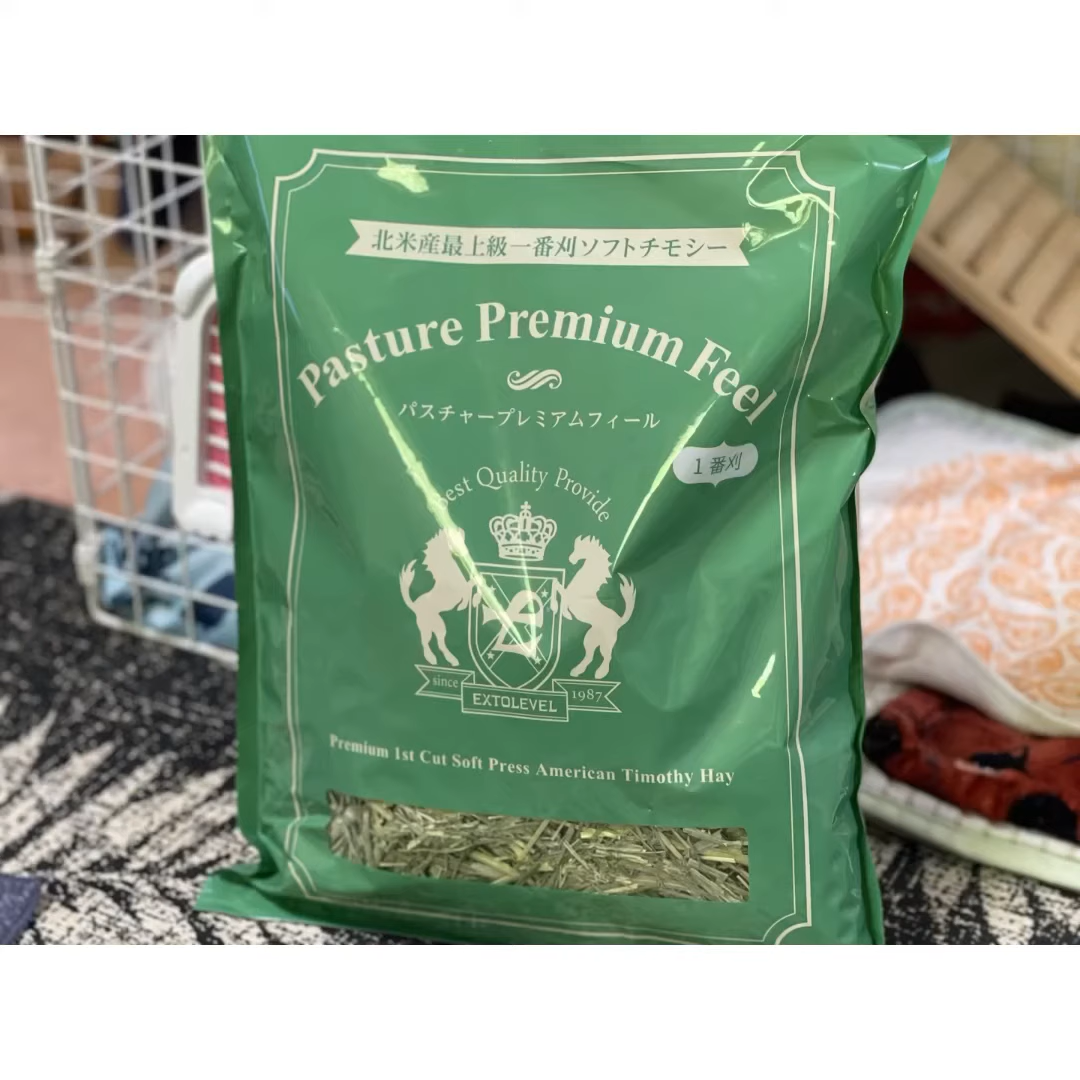 北米産最上級一番刈ソフトチモシー
Pasture Premium Feel
パスチャープレミアムフィール
1番刈
Best Quality Provide
since
1987
EXTOLEVEL
Premium 1st Cut Soft Press American Timothy Hay